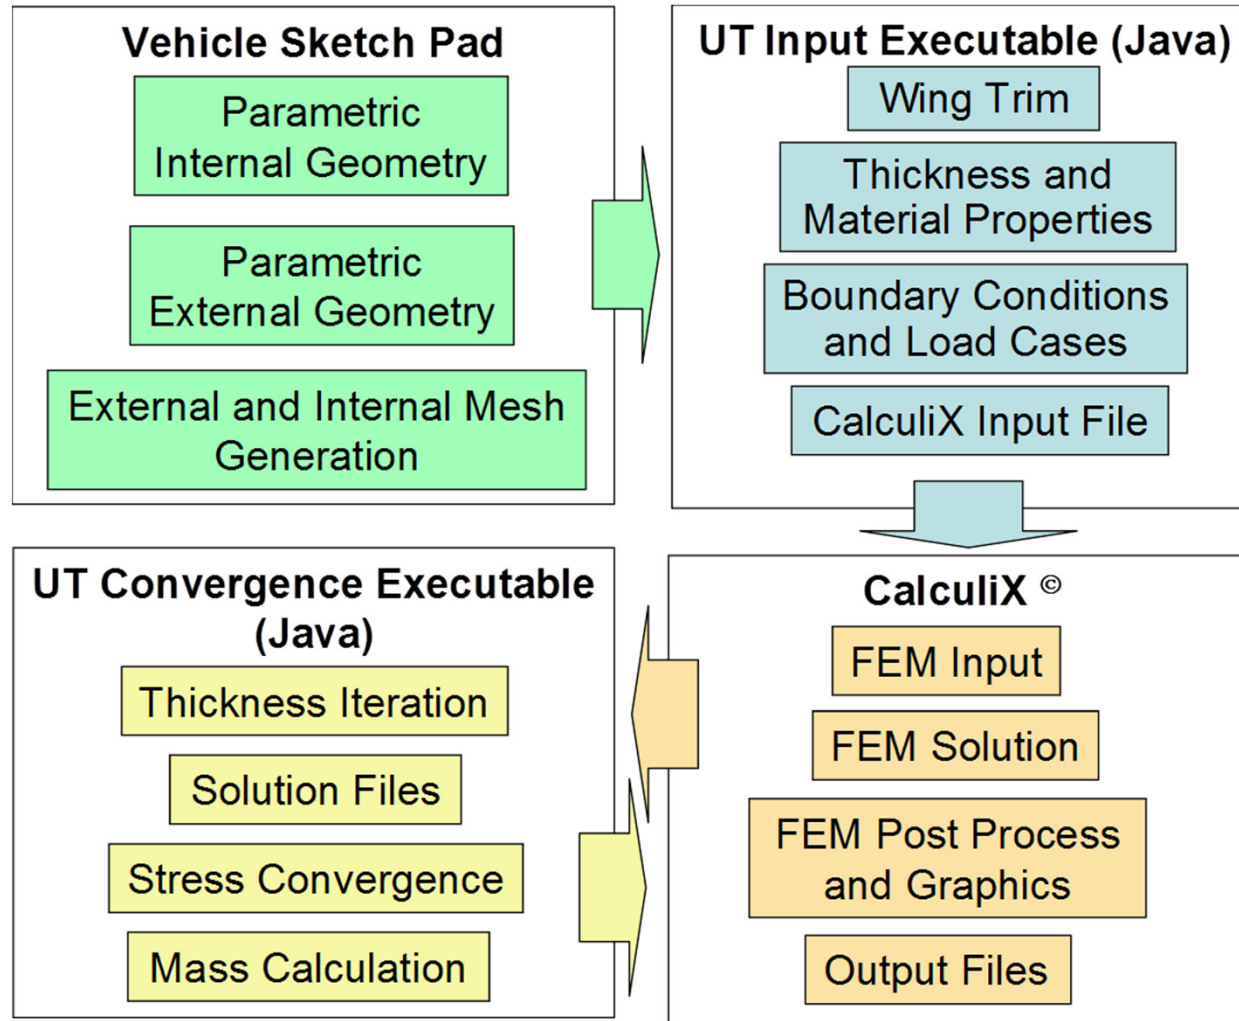 Vehicle Sketch Pad
Parametric
Internal Geometry
Parametric
External Geometry
External and Internal Mesh
Generation
UT Input Executable (Java)
Wing Trim
Thickness and
Material Properties
Boundary Conditions
and Load Cases
CalculiX Input File
UT Convergence Executable
(Java)
Thickness Iteration
Solution Files
Stress Convergence
Mass Calculation
CalculiX ©
FEM Input
FEM Solution
FEM Post Process
and Graphics
Output Files